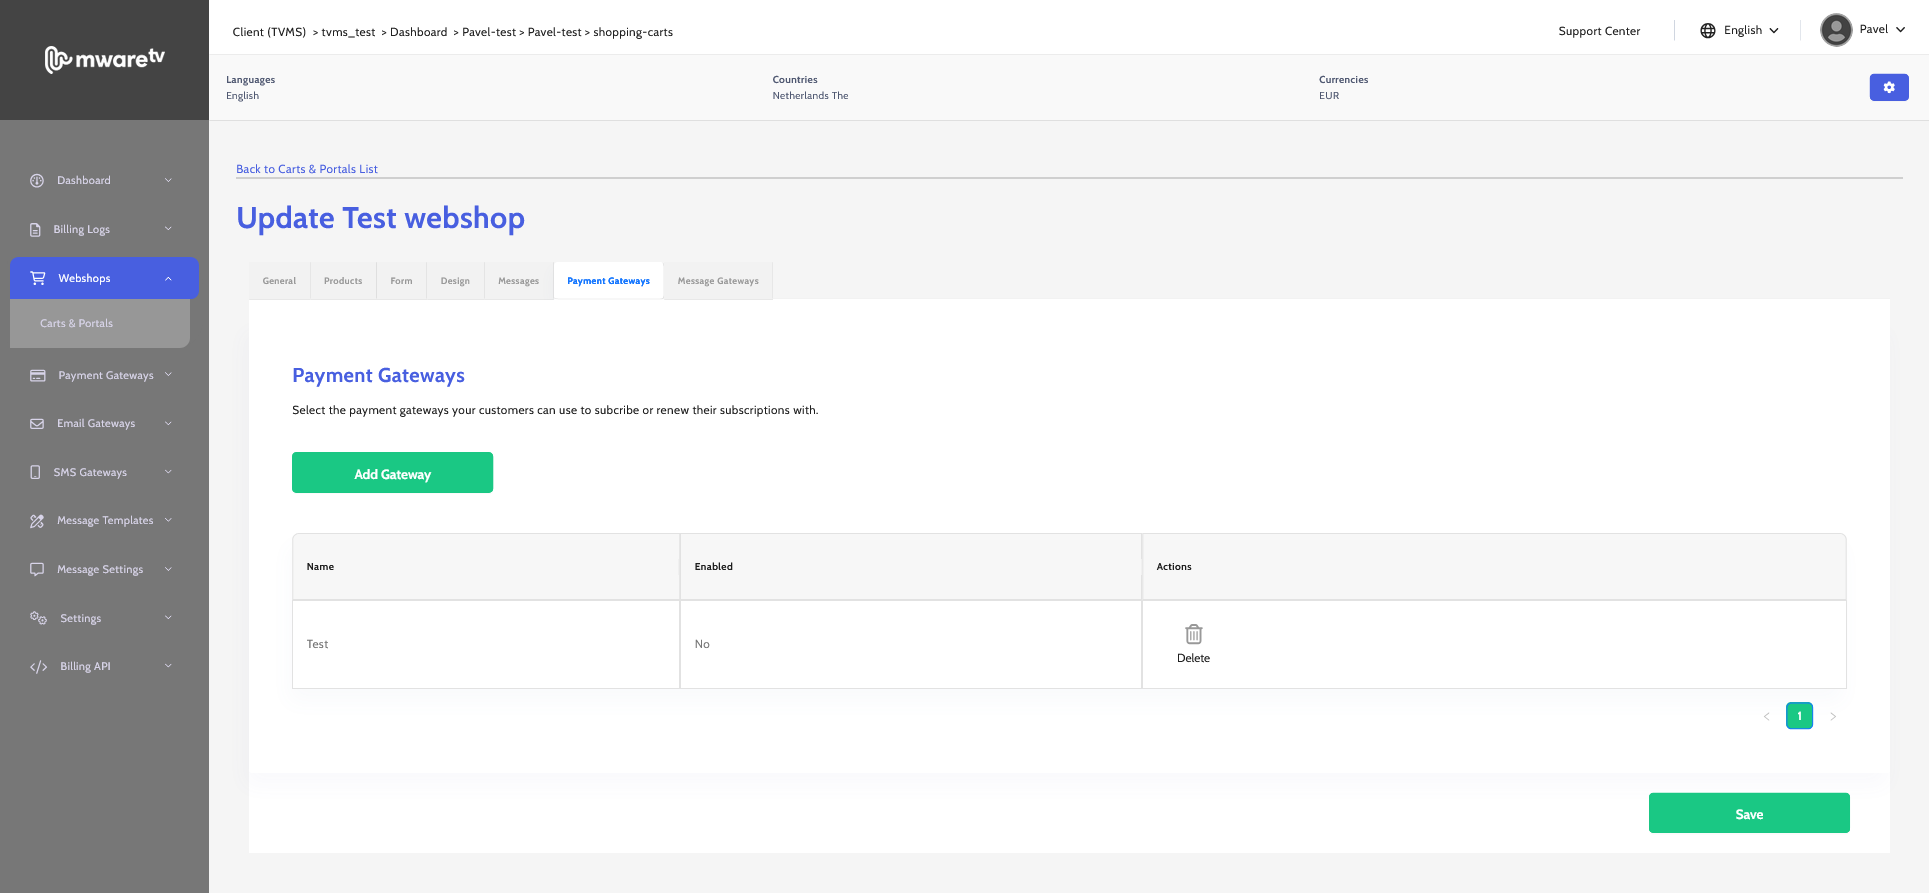 mwaretv
Client (TVMS) > tvms_test > Dashboard > Pavel-test > Pavel-test > shopping-carts
Support Center
English
Pavel
Languages
English
Countries
Netherlands The
Currencies
EUR
Dashboard
Billing Logs
Webshops
Carts & Portals
Payment Gateways
Email Gateways
SMS Gateways
Message Templates
Message Settings
Settings
Billing API
Back to Carts & Portals List
Update Test webshop
General Products Form Design Messages Payment Gateways Message Gateways
Payment Gateways
Select the payment gateways your customers can use to subcribe or renew their subscriptions with.
Add Gateway
Name Enabled Actions
Test No Delete
< 1 >
Save